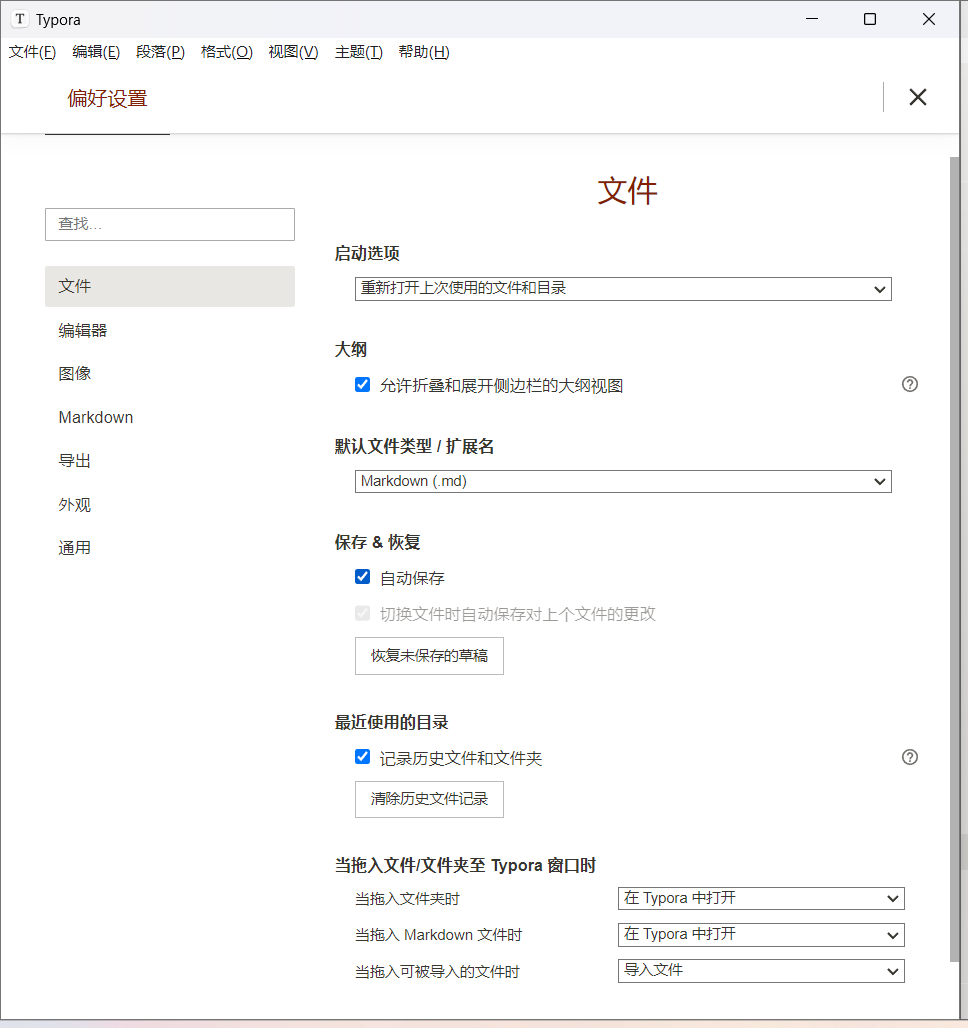 T Typora
文件(F) 编辑(E) 段落(P) 格式(O) 视图(V) 主题(T) 帮助(H)
偏好设置
查找...
文件
编辑器
图像
Markdown
导出
外观
通用
文件
启动选项
重新打开上次使用的文件和目录
大纲
允许折叠和展开侧边栏的大纲视图
默认文件类型 / 扩展名
Markdown (.md)
保存 & 恢复
自动保存
切换文件时自动保存对上个文件的更改
恢复未保存的草稿
最近使用的目录
记录历史文件和文件夹
清除历史文件记录
当拖入文件/文件夹至 Typora 窗口时
当拖入文件夹时 在 Typora 中打开
当拖入 Markdown 文件时 在 Typora 中打开
当拖入可被导入的文件时 导入文件